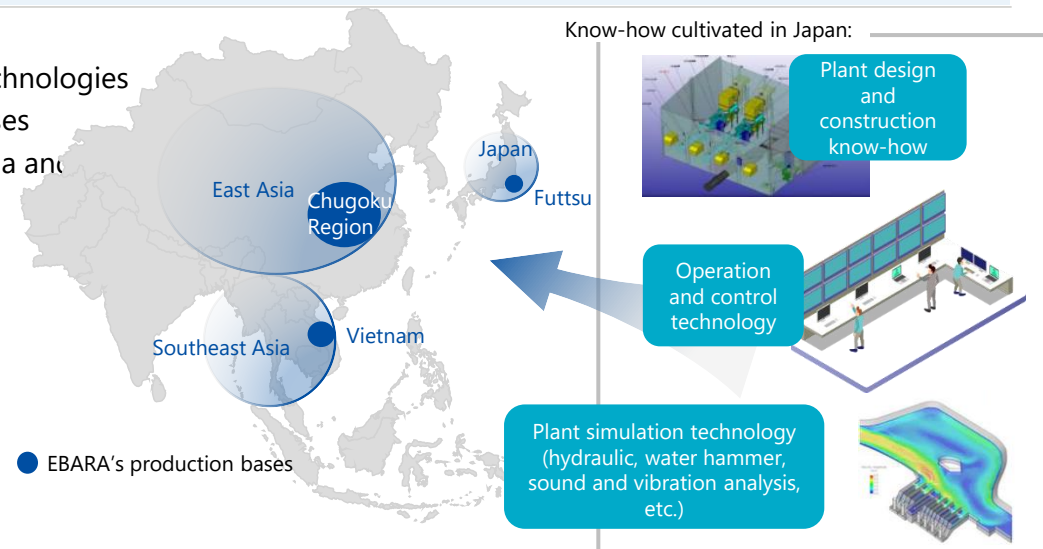 Know-how cultivated in Japan:
chnologies
ses
a and
East Asia
Chugoku
Region
Japan
Futtsu
Southeast Asia
Vietnam
EBARA's production bases
Plant design
and
construction
know-how
Operation
and control
technology
Plant simulation technology
(hydraulic, water hammer,
sound and vibration analysis,
etc.)